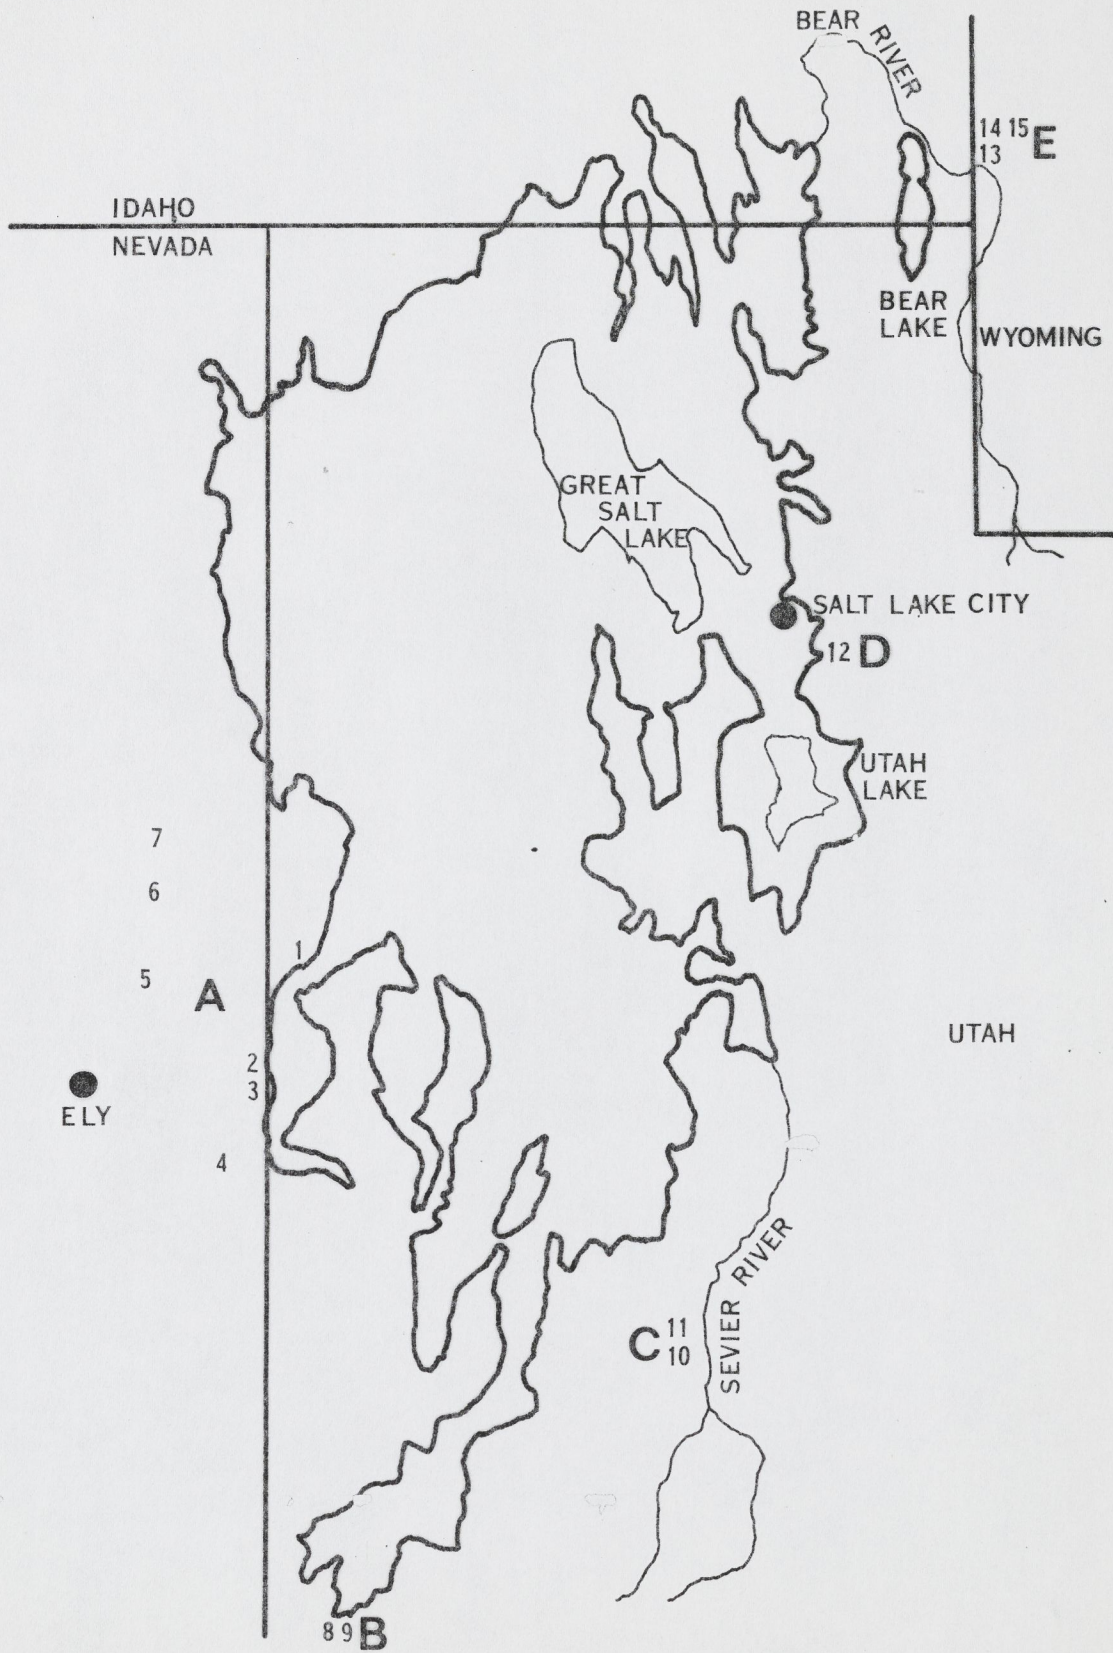 BEAR RIVER
14 15 E
13
IDAHO
NEVADA
BEAR
LAKE
WYOMING
GREAT
SALT
LAKE
SALT LAKE CITY
12 D
UTAH
LAKE
7
6
1
5
A
UTAH
2
3
ELY
4
SEVIER RIVER
C 11
10
8 9 B